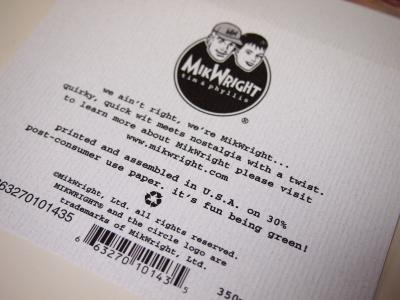 MIKWRIGHT
tim & phyllis
®
we ain't right, we're MikWright...
quirky, quick wit meets nostalgia with a twist.
to learn more about MikWright please visit
www.mikwright.com
printed and assembled in U.S.A. on 30%
post-consumer use paper. it's fun being green!
©MikWright, Ltd. all rights reserved.
MIKWRIGHT® and the circle logo are
trademarks of MikWright, Ltd.
63270101435
6 63270 10143 5